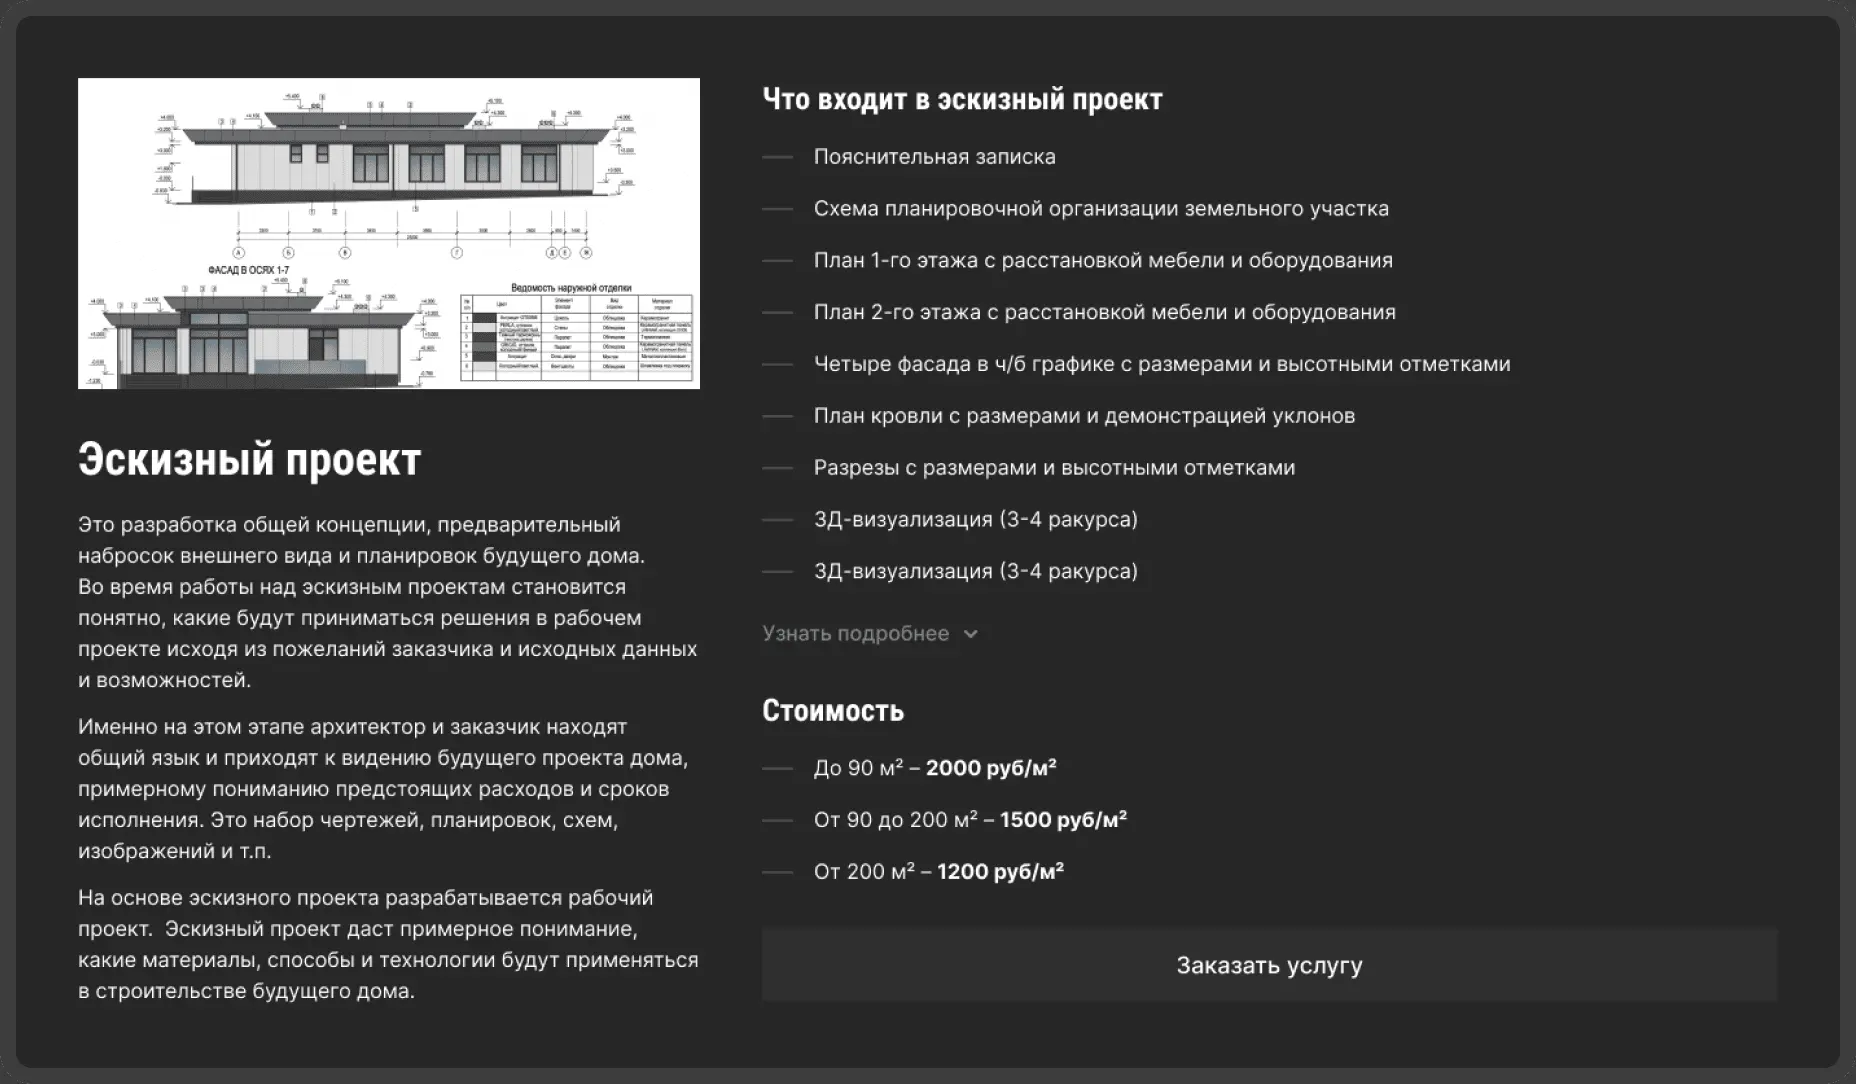 ФАСАД В ОСЯХ 1-7
Ведомость наружной отделки
Эскизный проект
Это разработка общей концепции, предварительный
набросок внешнего вида и планировок будущего дома.
Во время работы над эскизным проектам становится
понятно, какие будут приниматься решения в рабочем
проекте исходя из пожеланий заказчика и исходных данных
и возможностей.
Именно на этом этапе архитектор и заказчик находят
общий язык и приходят к видению будущего проекта дома,
примерному пониманию предстоящих расходов и сроков
исполнения. Это набор чертежей, планировок, схем,
изображений и т.п.
На основе эскизного проекта разрабатывается рабочий
проект. Эскизный проект даст примерное понимание,
какие материалы, способы и технологии будут применяться
в строительстве будущего дома.
Что входит в эскизный проект
— Пояснительная записка
— Схема планировочной организации земельного участка
— План 1-го этажа с расстановкой мебели и оборудования
— План 2-го этажа с расстановкой мебели и оборудования
— Четыре фасада в ч/б графике с размерами и высотными отметками
— План кровли с размерами и демонстрацией уклонов
— Разрезы с размерами и высотными отметками
— 3Д-визуализация (3-4 ракурса)
— 3Д-визуализация (3-4 ракурса)
Узнать подробнее
Стоимость
— До 90 м² – 2000 руб/м²
— От 90 до 200 м² – 1500 руб/м²
— От 200 м² – 1200 руб/м²
Заказать услугу